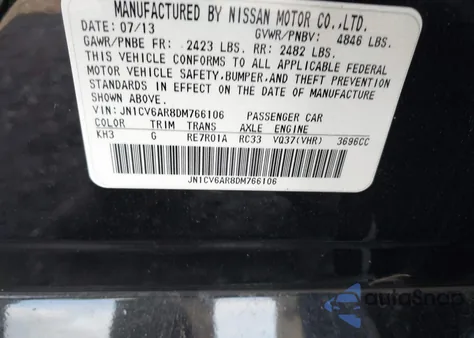 MANUFACTURED BY NISSAN MOTOR CO.,LTD.
DATE: 07/13 GVWR/PNBV: 4846 LBS.
GAWR/PNBE FR: 2423 LBS. RR: 2482 LBS.
THIS VEHICLE CONFORMS TO ALL APPLICABLE FEDERAL
MOTOR VEHICLE SAFETY, BUMPER, AND THEFT PREVENTION
STANDARDS IN EFFECT ON THE DATE OF MANUFACTURE
SHOWN ABOVE.
VIN: JN1CV6AR8DM766106 PASSENGER CAR
COLOR TRIM TRANS AXLE ENGINE
KH3 G RE7R01A RC33 VQ37(VHR) 3696CC
JN1CV6AR8DM766106
autoSnap